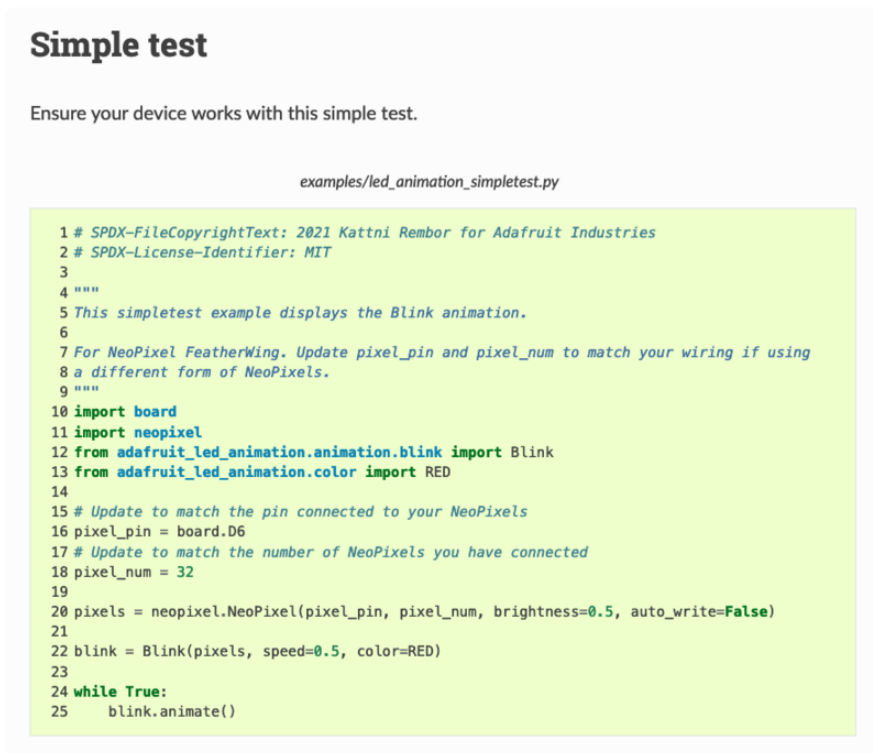 Simple test
Ensure your device works with this simple test.
examples/led_animation_simpletest.py
1 # SPDX-FileCopyrightText: 2021 Kattni Rembor for Adafruit Industries
2 # SPDX-License-Identifier: MIT
3
4 """
5 This simpletest example displays the Blink animation.
6
7 For NeoPixel FeatherWing. Update pixel_pin and pixel_num to match your wiring if using
8 a different form of NeoPixels.
9 """
10 import board
11 import neopixel
12 from adafruit_led_animation.animation.blink import Blink
13 from adafruit_led_animation.color import RED
14
15 # Update to match the pin connected to your NeoPixels
16 pixel_pin = board.D6
17 # Update to match the number of NeoPixels you have connected
18 pixel_num = 32
19
20 pixels = neopixel.NeoPixel(pixel_pin, pixel_num, brightness=0.5, auto_write=False)
21
22 blink = Blink(pixels, speed=0.5, color=RED)
23
24 while True:
25     blink.animate()